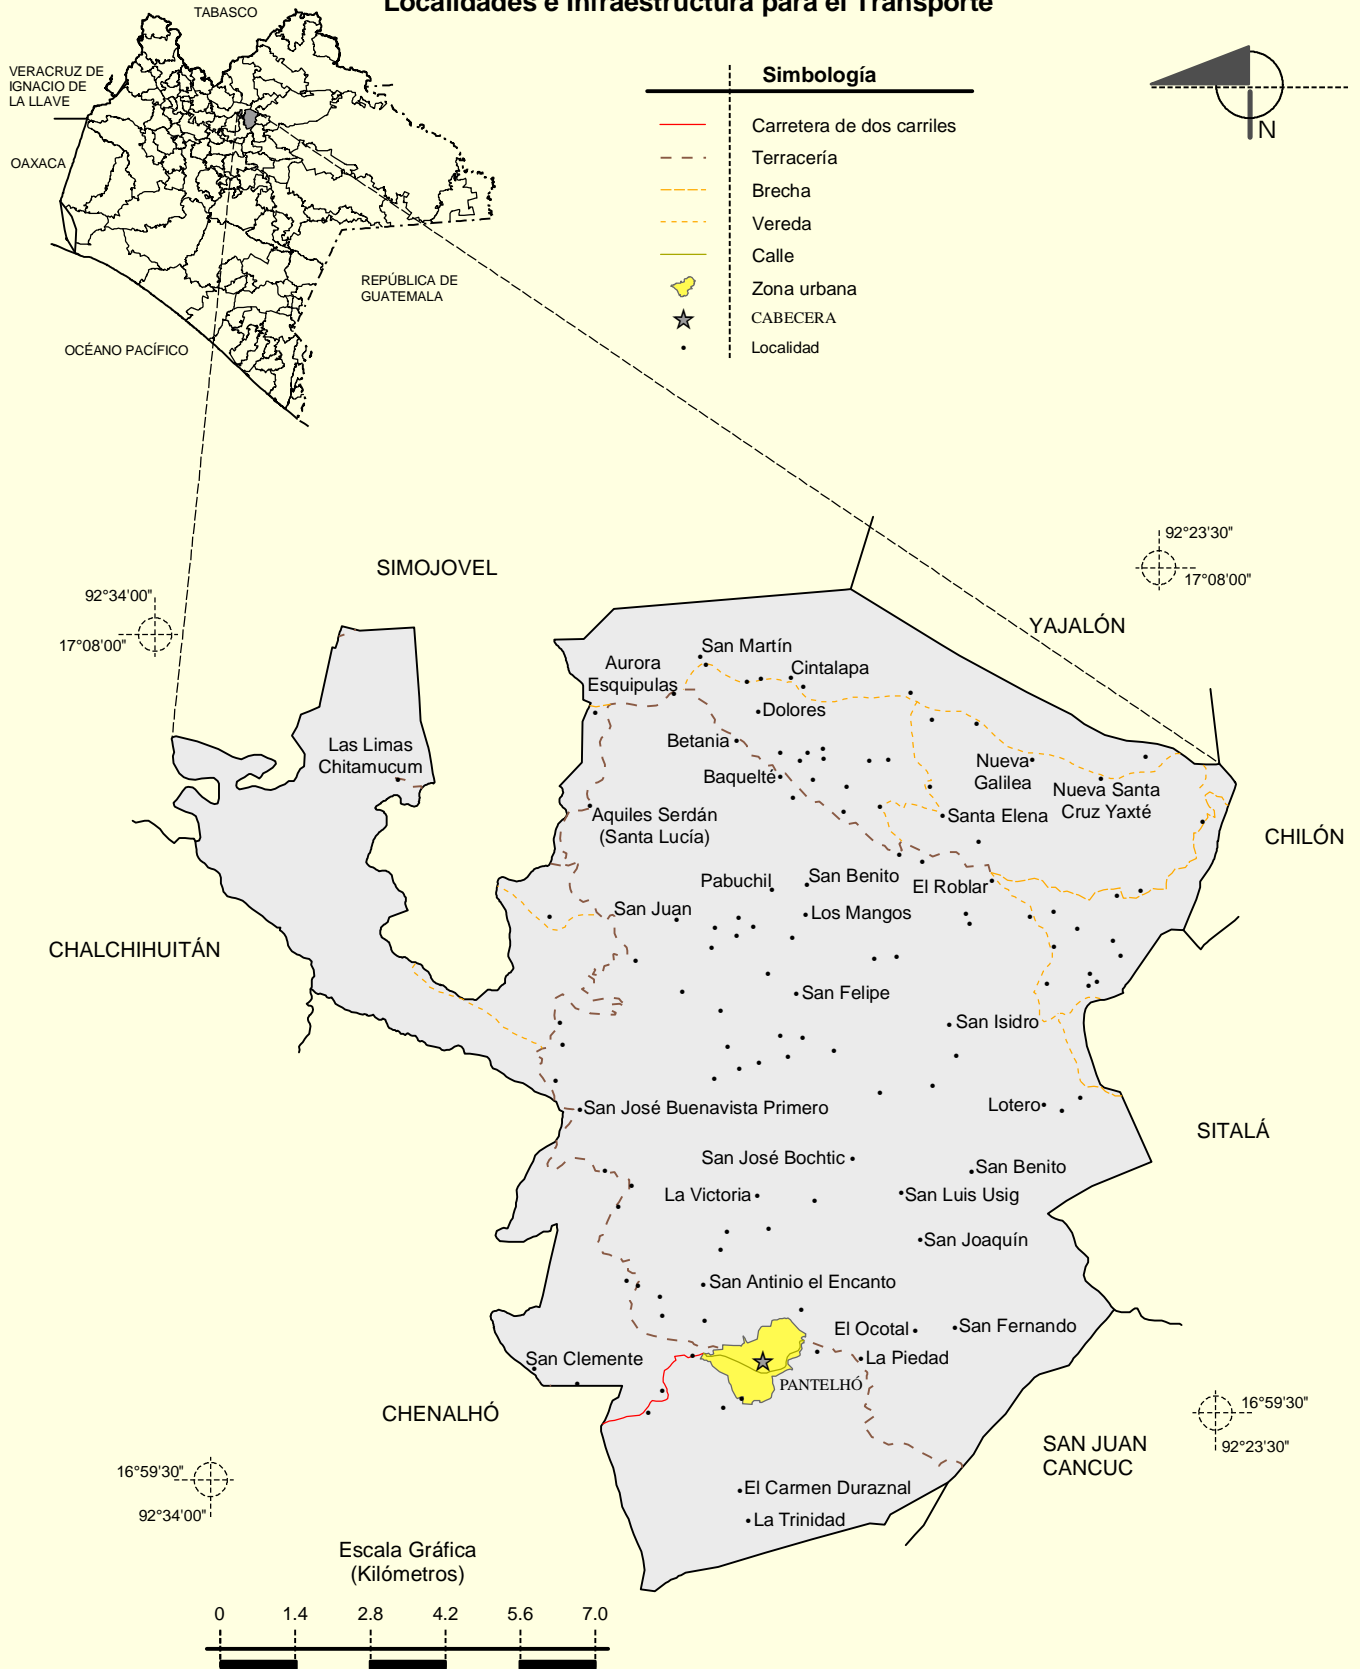 Localidades e Infraestructura para el Transporte
TABASCO
VERACRUZ DE
IGNACIO DE
LA LLAVE
OAXACA
REPÚBLICA DE
GUATEMALA
OCÉANO PACÍFICO
Simbología
Carretera de dos carriles
Terracería
Brecha
Vereda
Calle
Zona urbana
CABECERA
Localidad
N
92°23'30"
17°08'00"
92°34'00"
17°08'00"
SIMOJOVEL
YAJALÓN
San Martín
Aurora
Esquipulas
Cintalapa
Dolores
Betania
Las Limas
Chitamucum
Baquelté
Nueva
Galilea
Nueva Santa
Cruz Yaxté
Aquiles Serdán
(Santa Lucía)
Santa Elena
CHILÓN
Pabuchil
San Benito
El Roblar
San Juan
Los Mangos
CHALCHIHUITÁN
San Felipe
San Isidro
San José Buenavista Primero
Lotero
SITALÁ
San José Bochtic
San Benito
La Victoria
San Luis Usig
San Joaquín
San Antinio el Encanto
El Ocotal
San Fernando
San Clemente
La Piedad
PANTELHÓ
CHENALHÓ
16°59'30"
92°23'30"
SAN JUAN
CANCUC
16°59'30"
92°34'00"
El Carmen Duraznal
La Trinidad
Escala Gráfica
(Kilómetros)
0 1.4 2.8 4.2 5.6 7.0